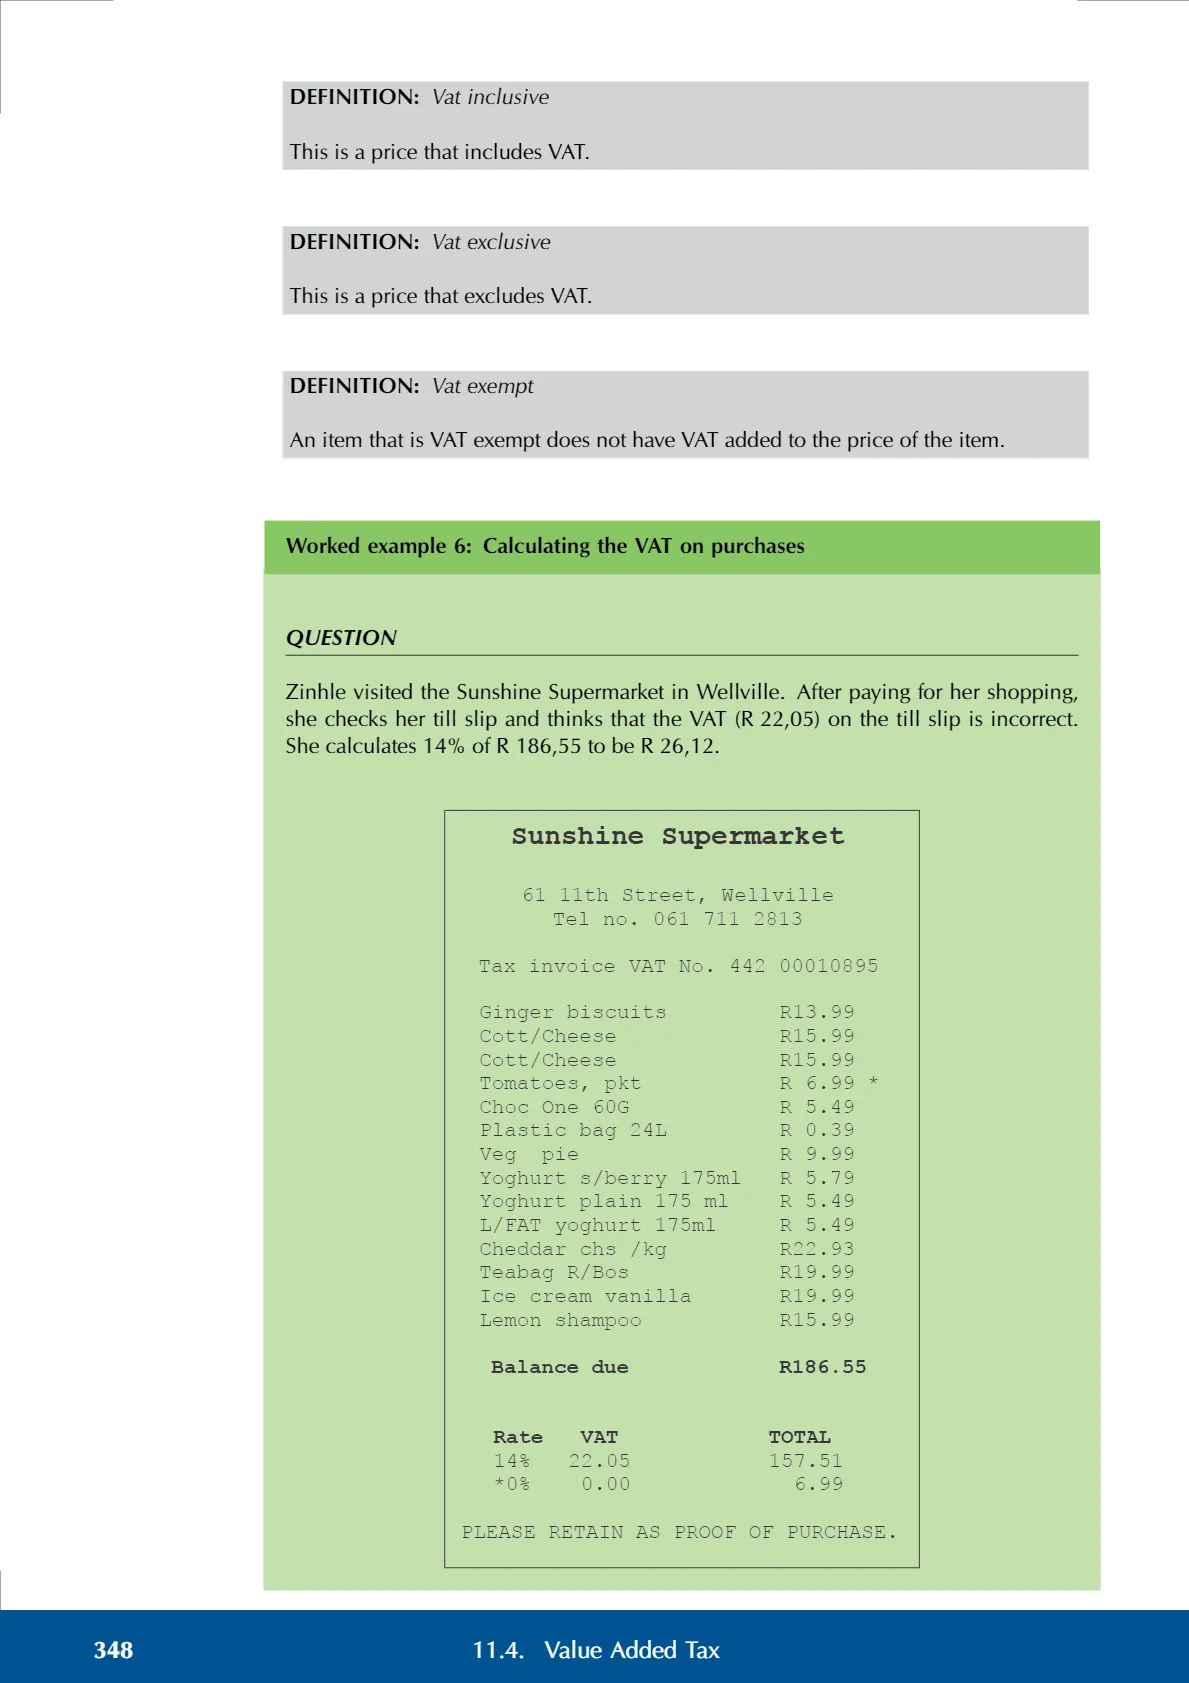 DEFINITION: Vat inclusive
This is a price that includes VAT.
DEFINITION: Vat exclusive
This is a price that excludes VAT.
DEFINITION: Vat exempt
An item that is VAT exempt does not have VAT added to the price of the item.
Worked example 6: Calculating the VAT on purchases
QUESTION
Zinhle visited the Sunshine Supermarket in Wellville. After paying for her shopping,
she checks her till slip and thinks that the VAT (R 22,05) on the till slip is incorrect.
She calculates 14% of R 186,55 to be R 26,12.
Sunshine Supermarket
61 11th Street, Wellville
Tel no. 061 711 2813
Tax invoice VAT No. 442 00010895
Ginger biscuits R13.99
Cott/Cheese R15.99
Cott/Cheese R15.99
Tomatoes, pkt R 6.99 *
Choc One 60G R 5.49
Plastic bag 24L R 0.39
Veg pie R 9.99
Yoghurt s/berry 175ml R 5.79
Yoghurt plain 175 ml R 5.49
L/FAT yoghurt 175ml R 5.49
Cheddar chs /kg R22.93
Teabag R/Bos R19.99
Ice cream vanilla R19.99
Lemon shampoo R15.99
Balance due R186.55
Rate VAT TOTAL
14% 22.05 157.51
*0% 0.00 6.99
PLEASE RETAIN AS PROOF OF PURCHASE.
348 11.4. Value Added Tax